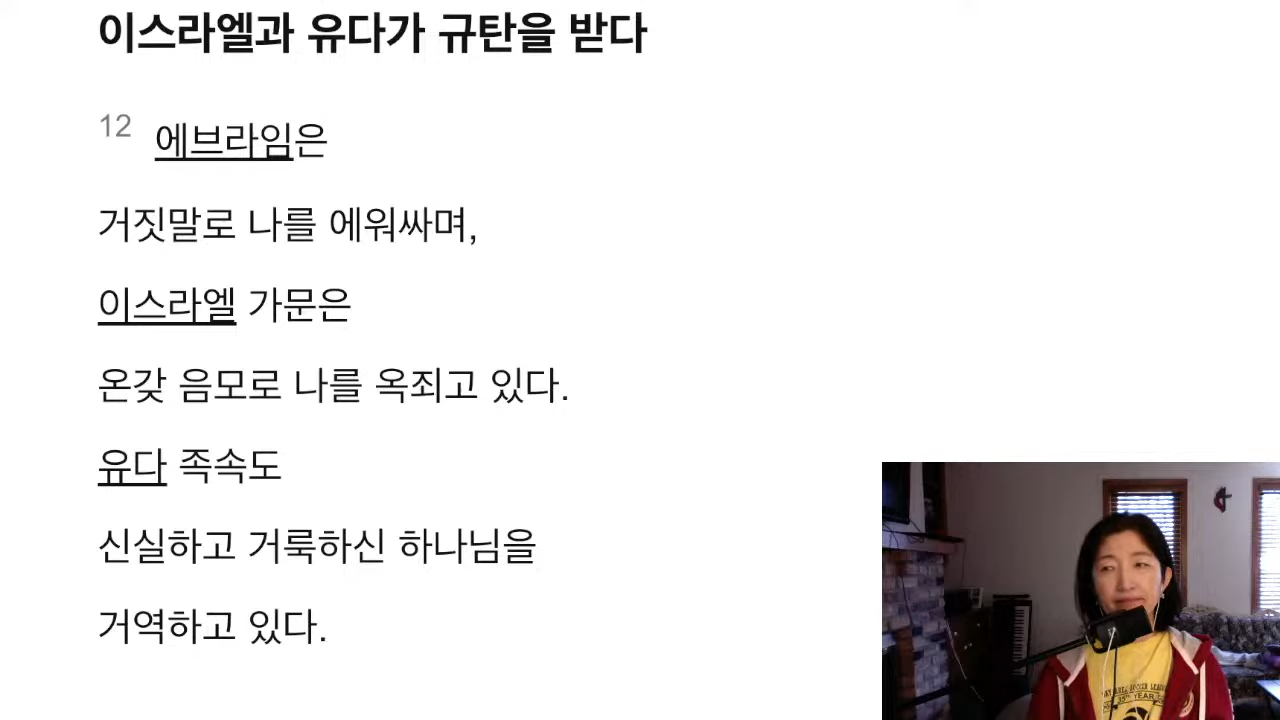 이스라엘과 유다가 규탄을 받다
12 에브라임은
거짓말로 나를 에워싸며,
이스라엘 가문은
온갖 음모로 나를 옥죄고 있다.
유다 족속도
신실하고 거룩하신 하나님을
거역하고 있다.
35TH YEAR